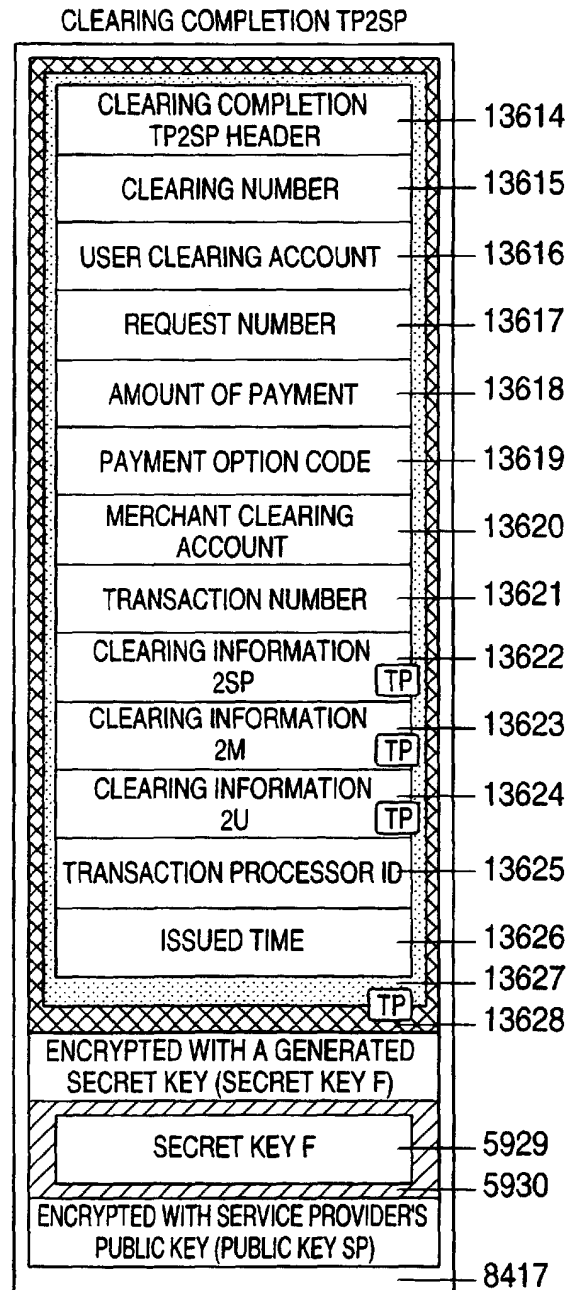 CLEARING COMPLETION TP2SP
CLEARING COMPLETION
TP2SP HEADER
13614
CLEARING NUMBER
13615
USER CLEARING ACCOUNT
13616
REQUEST NUMBER
13617
AMOUNT OF PAYMENT
13618
PAYMENT OPTION CODE
13619
MERCHANT CLEARING
ACCOUNT
13620
TRANSACTION NUMBER
13621
CLEARING INFORMATION
2SP
TP
13622
CLEARING INFORMATION
2M
TP
13623
CLEARING INFORMATION
2U
TP
13624
TRANSACTION PROCESSOR ID
13625
ISSUED TIME
13626
13627
TP
13628
ENCRYPTED WITH A GENERATED
SECRET KEY (SECRET KEY F)
SECRET KEY F
5929
5930
ENCRYPTED WITH SERVICE PROVIDER'S
PUBLIC KEY (PUBLIC KEY SP)
8417